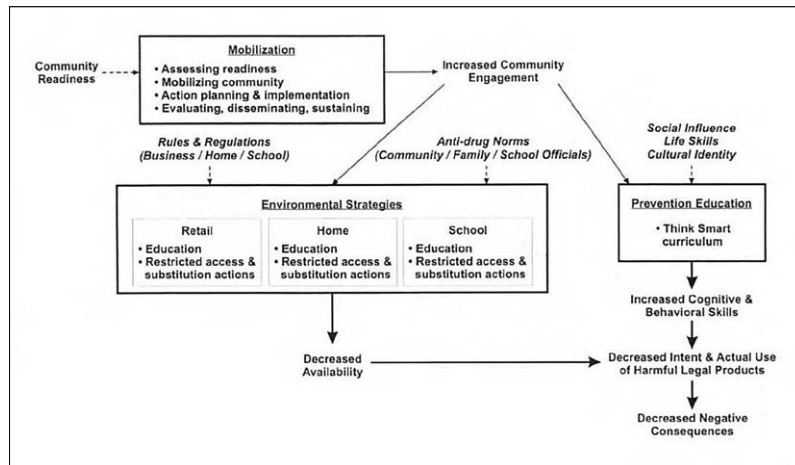 Community
Readiness
Mobilization
• Assessing readiness
• Mobilizing community
• Action planning & implementation
• Evaluating, disseminating, sustaining
Increased Community
Engagement
Rules & Regulations
(Business / Home / School)
Anti-drug Norms
(Community / Family / School Officials)
Social Influence
Life Skills
Cultural Identity
Environmental Strategies
Retail
• Education
• Restricted access &
substitution actions
Home
• Education
• Restricted access &
substitution actions
School
• Education
• Restricted access &
substitution actions
Prevention Education
• Think Smart
curriculum
Increased Cognitive &
Behavioral Skills
Decreased
Availability
Decreased Intent & Actual Use
of Harmful Legal Products
Decreased Negative
Consequences